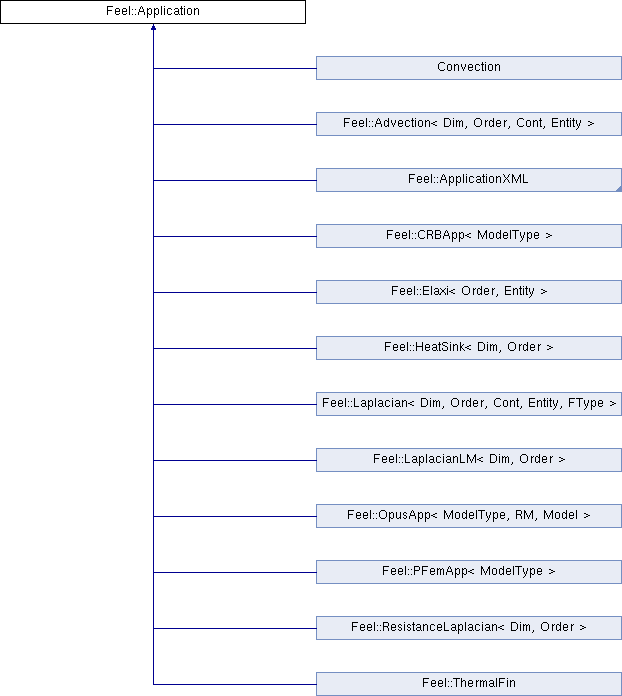 Feel::Application
Convection
Feel::Advection< Dim, Order, Cont, Entity >
Feel::ApplicationXML
Feel::CRBApp< ModelType >
Feel::Elaxi< Order, Entity >
Feel::HeatSink< Dim, Order >
Feel::Laplacian< Dim, Order, Cont, Entity, FType >
Feel::LaplacianLM< Dim, Order >
Feel::OpusApp< ModelType, RM, Model >
Feel::PFemApp< ModelType >
Feel::ResistanceLaplacian< Dim, Order >
Feel::ThermalFin